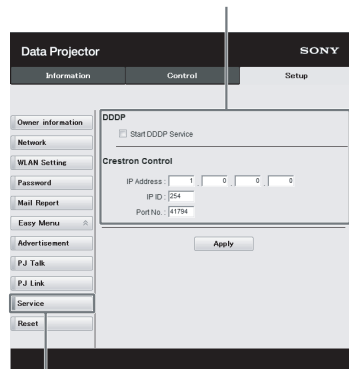 Data Projector
SONY
Information
Control
Setup
Owner information
Network
WLAN Setting
Password
Mail Report
Easy Menu
Advertisement
PJ Talk
PJ Link
Service
Reset
DDDP
Start DDDP Service
Crestron Control
IP Address : 1 . 0 . 0 . 0
IP ID : 254
Port No. : 41794
Apply